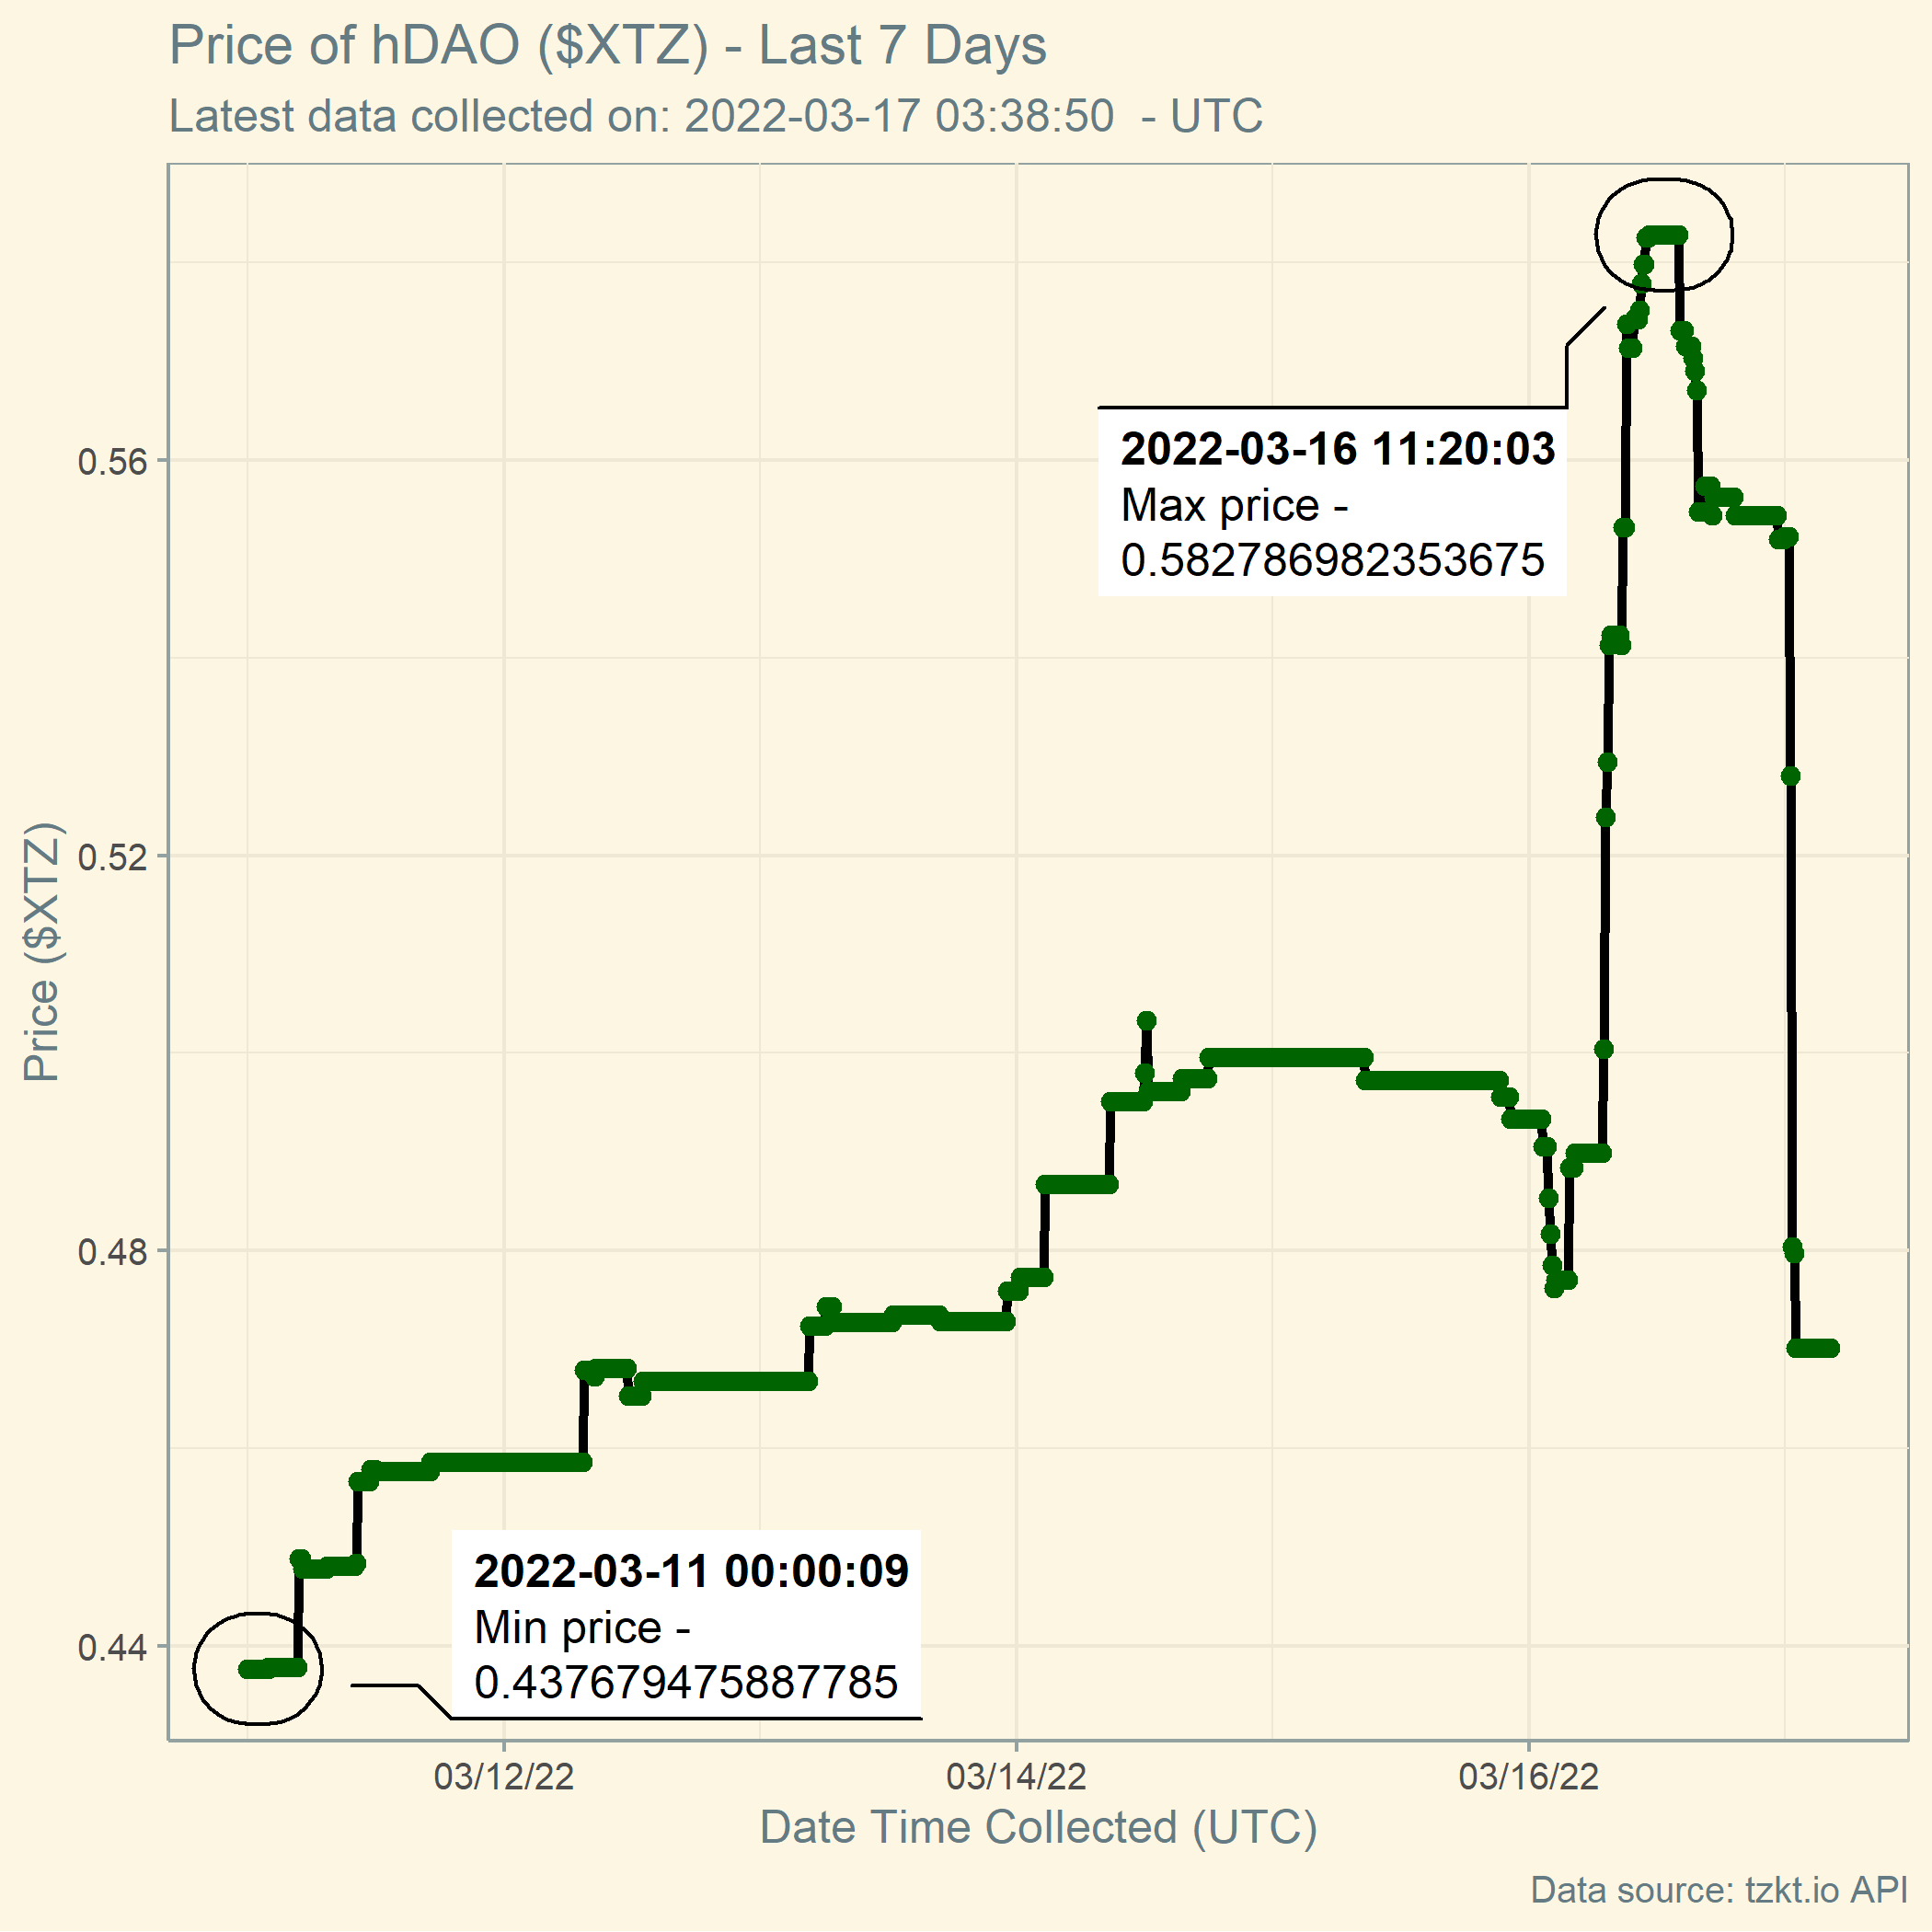 Price of hDAO ($XTZ) - Last 7 Days
Latest data collected on: 2022-03-17 03:38:50  - UTC
Price ($XTZ)
0.56
0.52
0.48
0.44
2022-03-16 11:20:03
Max price -
0.582786982353675
2022-03-11 00:00:09
Min price -
0.437679475887785
03/12/22
03/14/22
03/16/22
Date Time Collected (UTC)
Data source: tzkt.io API